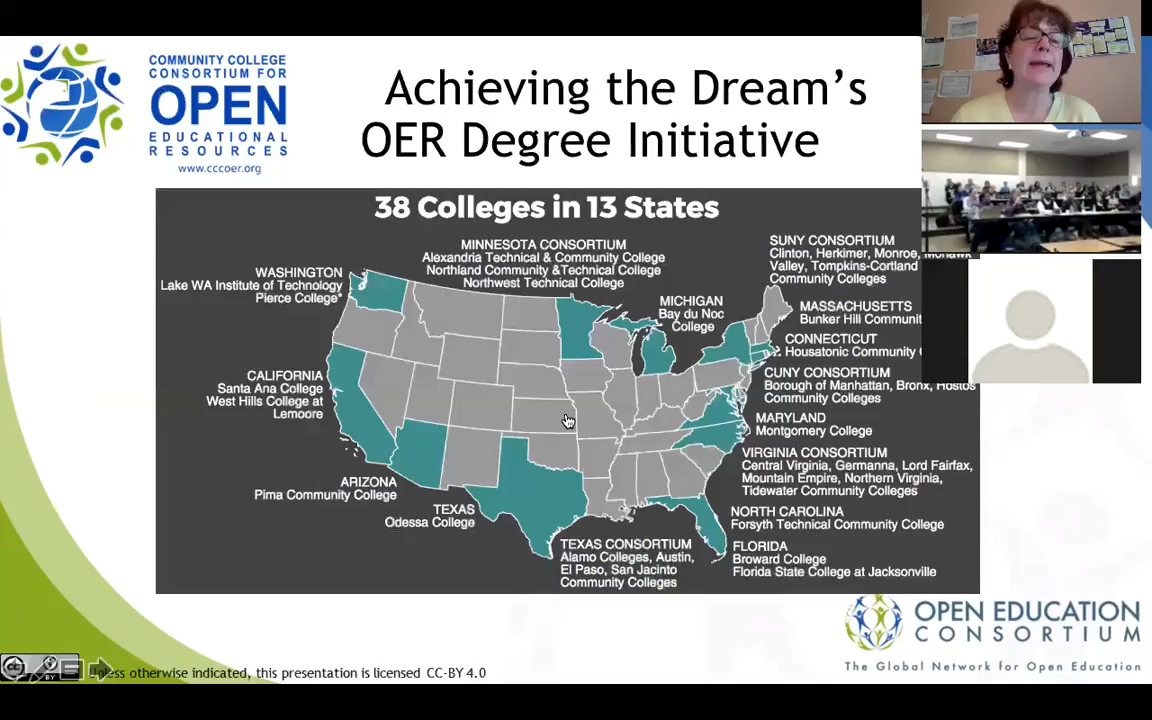 COMMUNITY COLLEGE
CONSORTIUM FOR
OPEN
EDUCATIONAL
RESOURCES
www.cccoer.org
Achieving the Dream's
OER Degree Initiative
38 Colleges in 13 States
WASHINGTON
Lake WA Institute of Technology
Pierce College*
MINNESOTA CONSORTIUM
Alexandria Technical & Community College
Northland Community &Technical College
Northwest Technical College
MICHIGAN
Bay du Noc
College
SUNY CONSORTIUM
Clinton, Herkimer, Monroe, Mohawk
Valley, Tompkins-Cortland
Community Colleges
MASSACHUSETTS
Bunker Hill Communit
CONNECTICUT
Housatonic Community
CUNY CONSORTIUM
Borough of Manhattan, Bronx, Hostos
Community Colleges
MARYLAND
Montgomery College
VIRGINIA CONSORTIUM
Central Virginia, Germanna, Lord Fairfax,
Mountain Empire, Northern Virginia,
Tidewater Community Colleges
NORTH CAROLINA
Forsyth Technical Community College
FLORIDA
Broward College
Florida State College at Jacksonville
CALIFORNIA
Santa Ana College
West Hills College at
Lemoore
ARIZONA
Pima Community College
TEXAS
Odessa College
TEXAS CONSORTIUM
Alamo Colleges, Austin,
El Paso, San Jacinto
Community Colleges
OPEN EDUCATION
CONSORTIUM
The Global Network for Open Education
cc
BY
Unless otherwise indicated, this presentation is licensed CC-BY 4.0